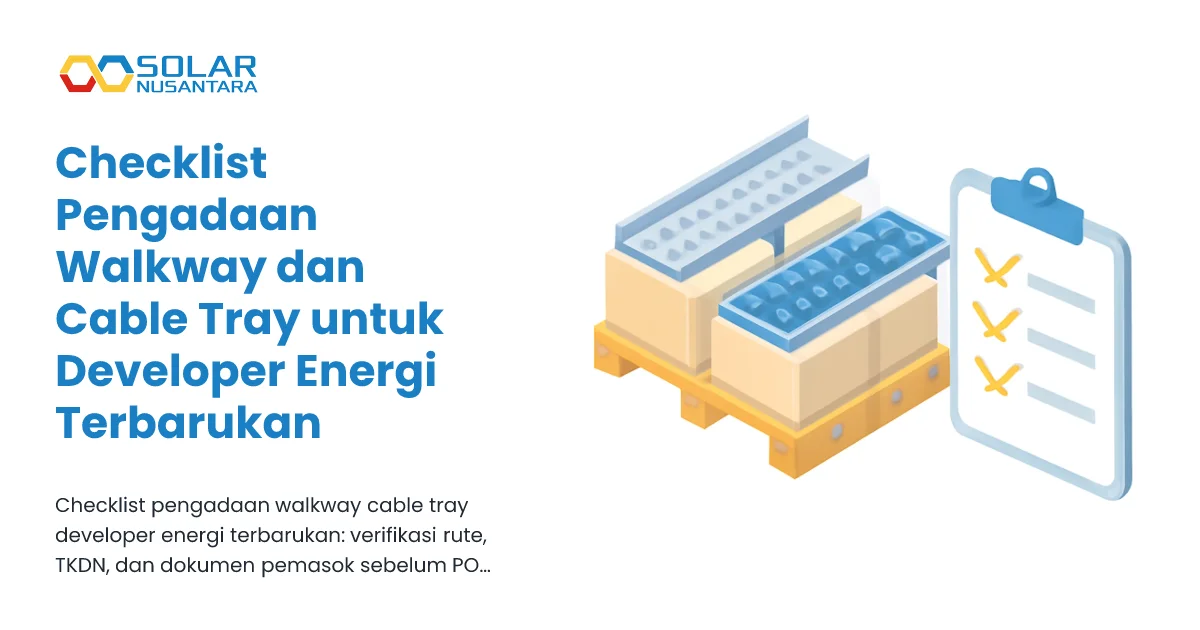 SOLAR
NUSANTARA
Checklist
Pengadaan
Walkway dan
Cable Tray untuk
Developer Energi
Terbarukan
Checklist pengadaan walkway cable tray
developer energi terbarukan: verifikasi rute,
TKDN, dan dokumen pemasok sebelum PO...